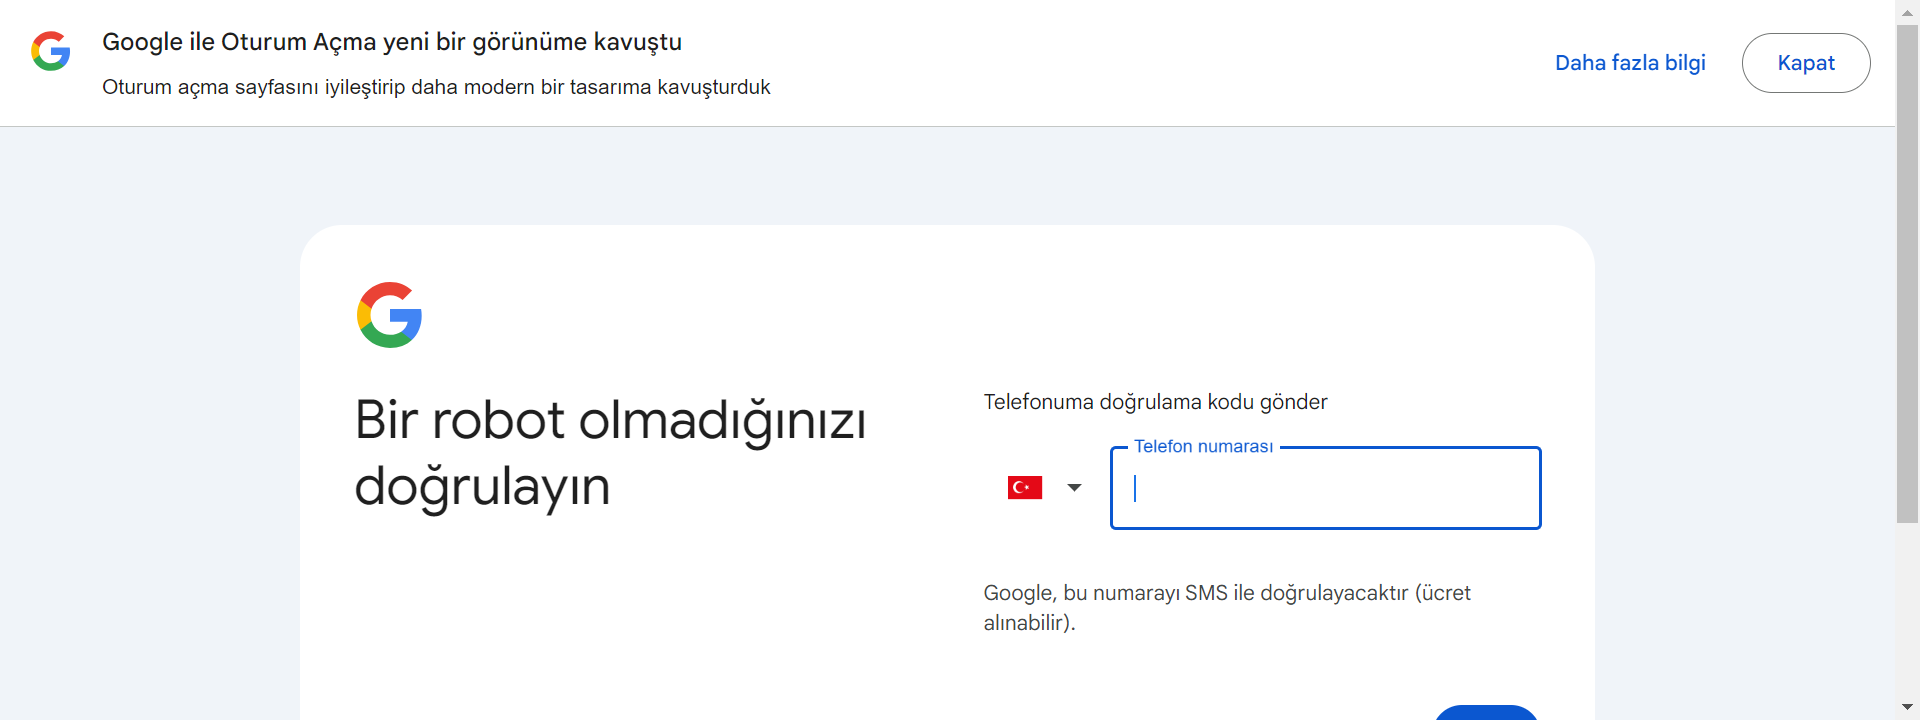 Google ile Oturum Açma yeni bir görünüme kavuştu
Oturum açma sayfasını iyileştirip daha modern bir tasarıma kavuşturduk
Daha fazla bilgi
Kapat
Bir robot olmadığınızı
doğrulayın
Telefonuma doğrulama kodu gönder
Telefon numarası
Google, bu numarayı SMS ile doğrulayacaktır (ücret
alınabilir).